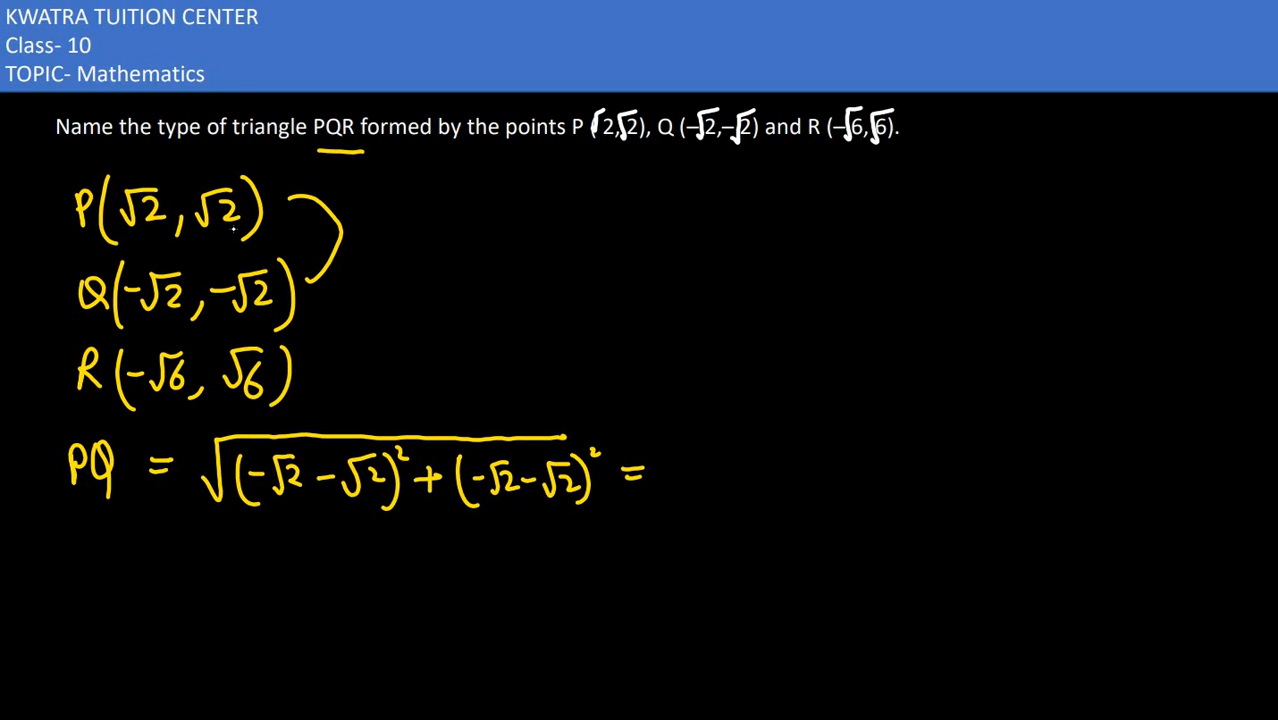 KWATRA TUITION CENTER
Class- 10
TOPIC- Mathematics
Name the type of triangle PQR formed by the points P (√2,√2), Q (–√2,–√2) and R (–√6,√6).
P(√2, √2)
Q(-√2, -√2)
R(-√6, √6)
PQ = √((-√2 - √2)² + (-√2 - √2)²) =